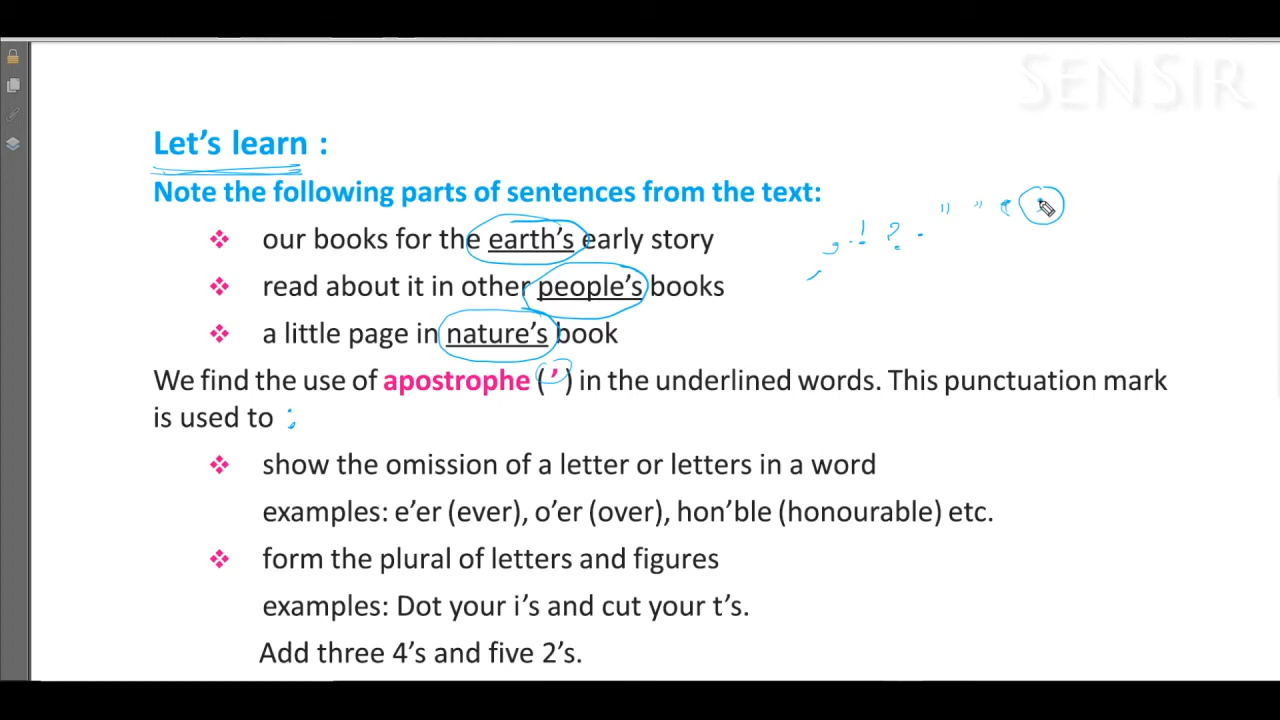 SENSIR
Let’s learn :
Note the following parts of sentences from the text:
❖ our books for the earth’s early story
❖ read about it in other people’s books
❖ a little page in nature’s book
We find the use of apostrophe (’) in the underlined words. This punctuation mark
is used to :
❖ show the omission of a letter or letters in a word
examples: e’er (ever), o’er (over), hon’ble (honourable) etc.
❖ form the plural of letters and figures
examples: Dot your i’s and cut your t’s.
Add three 4’s and five 2’s.